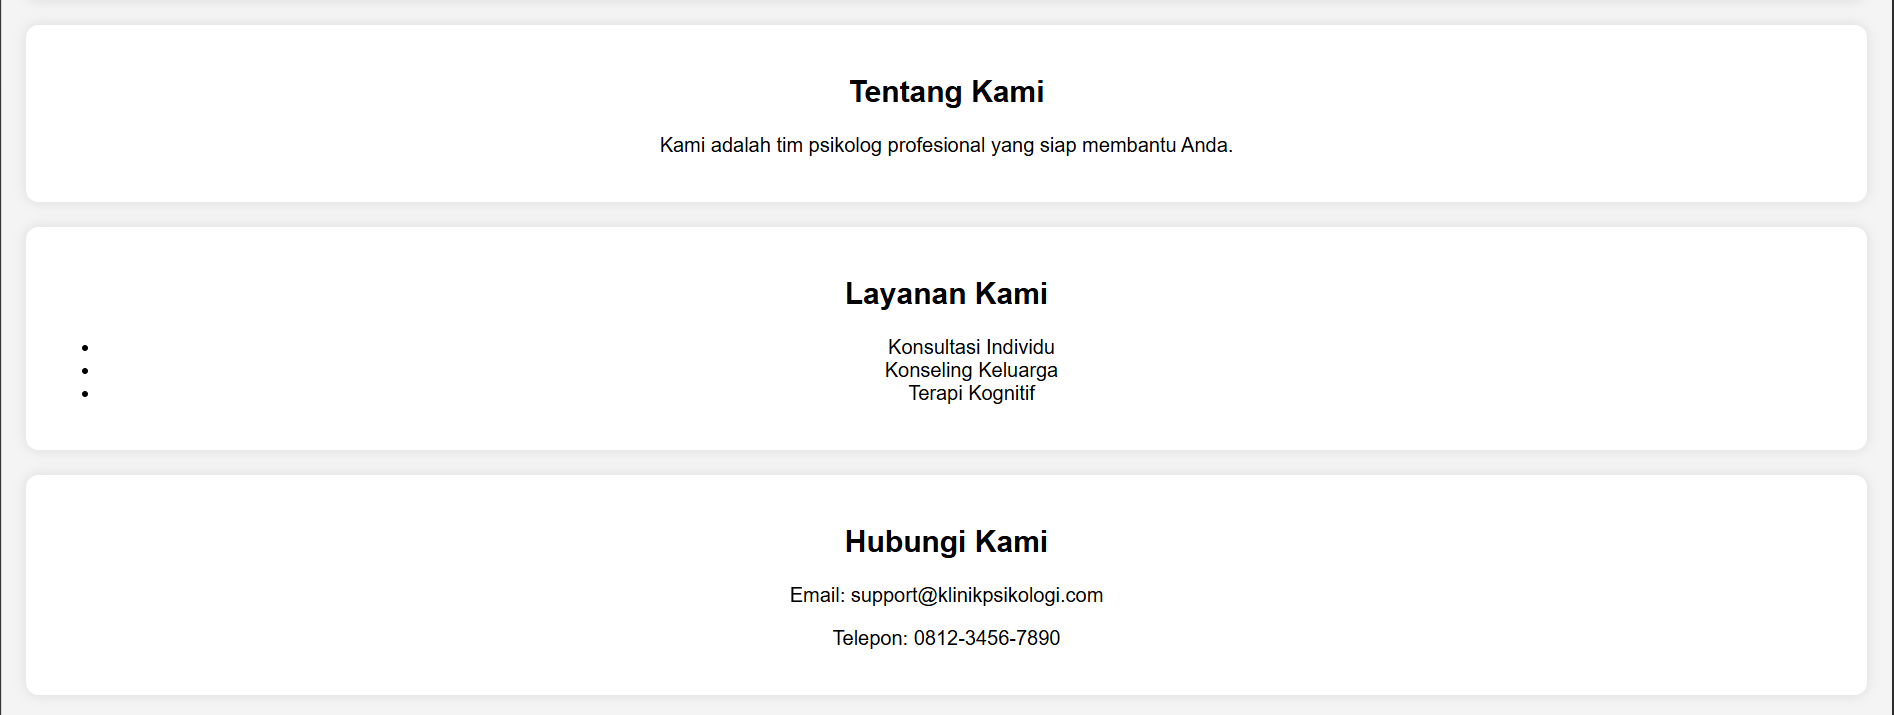 Tentang Kami
Kami adalah tim psikolog profesional yang siap membantu Anda.
Layanan Kami
• Konsultasi Individu
• Konseling Keluarga
• Terapi Kognitif
Hubungi Kami
Email: support@klinikpsikologi.com
Telepon: 0812-3456-7890